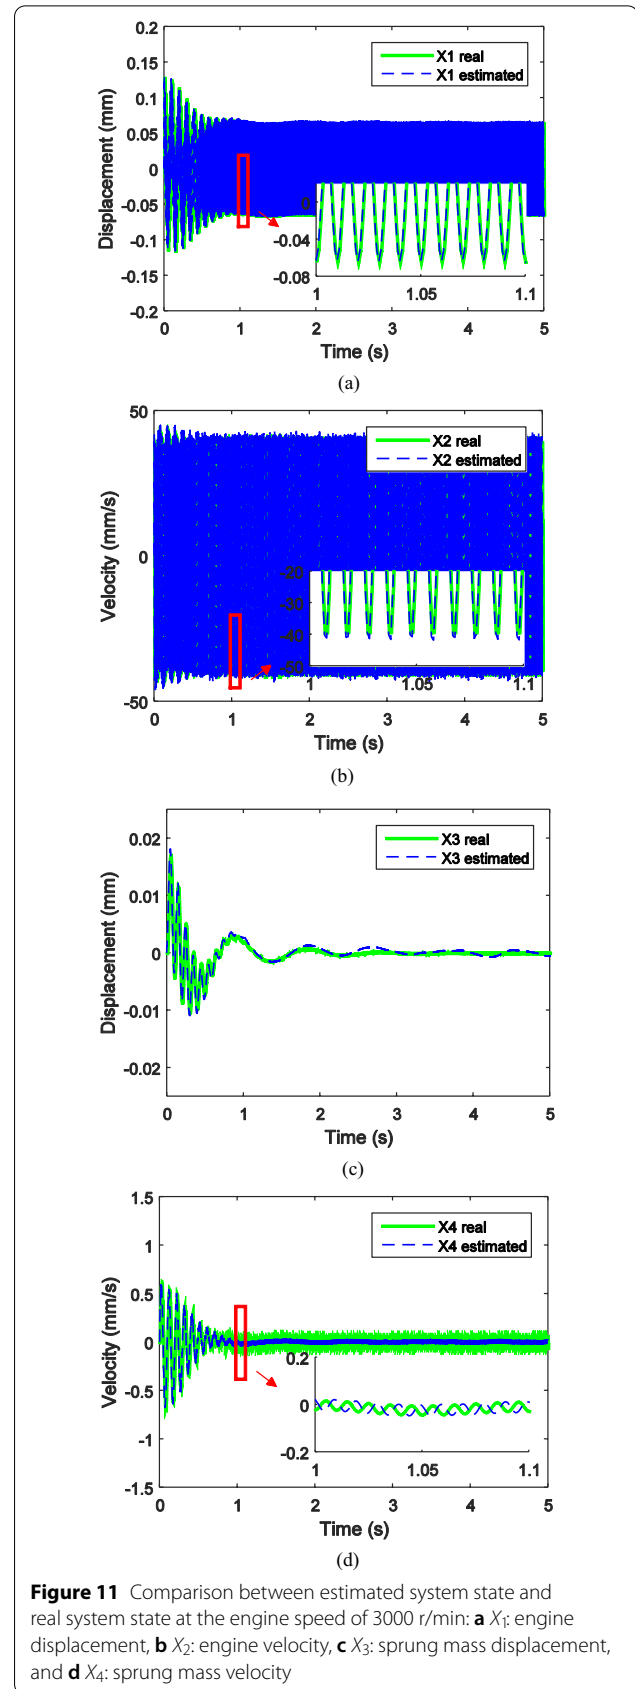 0.2
0.15
0.1
0.05
0
-0.05
-0.1
-0.15
-0.2
Displacement (mm)
X1 real
X1 estimated
0
-0.04
-0.08
1 1.05 1.1
0 1 2 3 4 5
Time (s)
(a)
50
0
-50
Velocity (mm/s)
X2 real
X2 estimated
-20
-30
-40
-50
1 1.05 1.1
0 1 2 3 4 5
Time (s)
(b)
0.02
0.01
0
-0.01
-0.02
Displacement (mm)
X3 real
X3 estimated
0 1 2 3 4 5
Time (s)
(c)
1.5
1
0.5
0
-0.5
-1
-1.5
Velocity (mm/s)
X4 real
X4 estimated
0.2
0
-0.2
1 1.05 1.1
0 1 2 3 4 5
Time (s)
(d)
Figure 11 Comparison between estimated system state and
real system state at the engine speed of 3000 r/min: a X₁: engine
displacement, b X₂: engine velocity, c X₃: sprung mass displacement,
and d X₄: sprung mass velocity